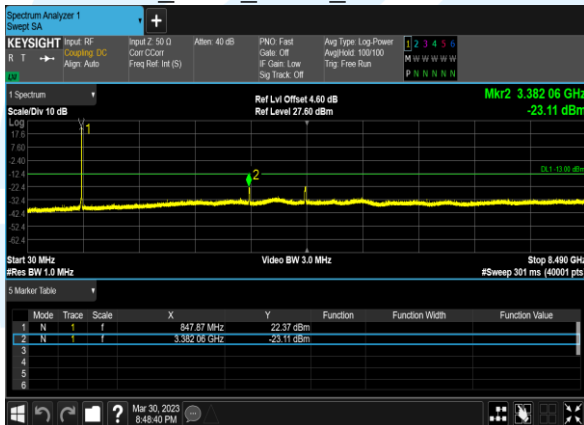 Spectrum Analyzer 1
Swept SA
KEYSIGHT
R T
LXI
Input: RF
Coupling: DC
Align: Auto
Input Z: 50 Ω
Corr CCorr
Freq Ref: Int (S)
Atten: 40 dB
PNO: Fast
Gate: Off
IF Gain: Low
Sig Track: Off
Avg Type: Log-Power
Avg|Hold: 100/100
Trig: Free Run
1 2 3 4 5 6
M W W W W W
P N N N N N
1 Spectrum
Scale/Div 10 dB
Ref Lvl Offset 4.60 dB
Ref Level 27.60 dBm
Mkr2 3.382 06 GHz
-23.11 dBm
Log
17.6
7.60
-2.40
-12.4
-22.4
-32.4
-42.4
-52.4
-62.4
1
2
DL1 -13.00 dBm
Start 30 MHz
#Res BW 1.0 MHz
Video BW 3.0 MHz
Stop 8.490 GHz
#Sweep 301 ms (40001 pts)
5 Marker Table
Mode Trace Scale X Y Function Function Width Function Value
1 N 1 f 847.87 MHz 22.37 dBm
2 N 1 f 3.382 06 GHz -23.11 dBm
3
4
5
6
?
Mar 30, 2023
8:48:40 PM